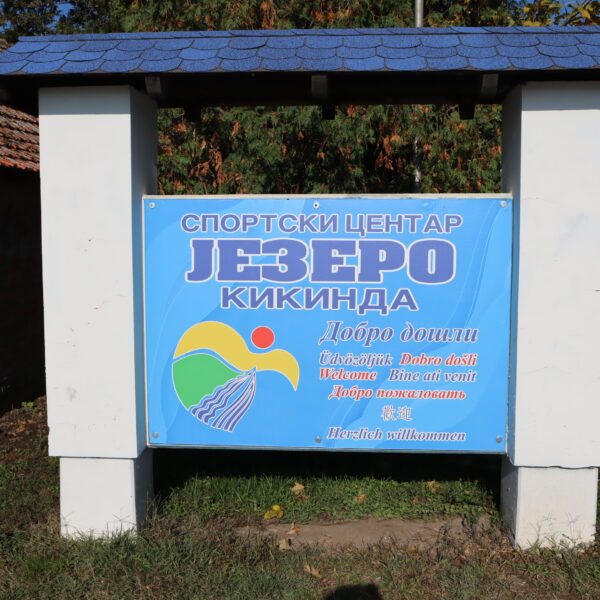 СПОРТСКИ ЦЕНТАР
ЈЕЗЕРО
КИКИНДА
Добро дошли
Üdvözöljük Dobro došli
Welcome Bine ati venit
Добро пожаловать
歡迎
Herzlich willkommen